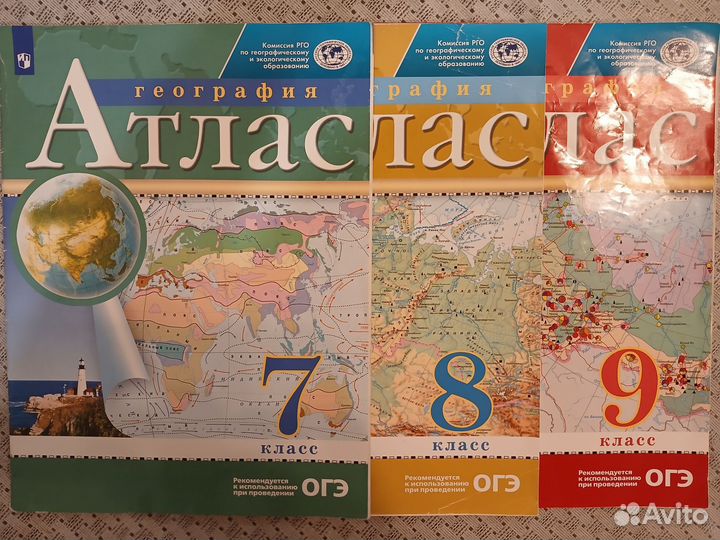 Комиссия РГО
по географическому
и экологическому
образованию
география
Атлас
7
класс
Рекомендуется
к использованию
при проведении
ОГЭ
Комиссия РГО
по географическому
и экологическому
образованию
графия
лас
8
класс
Рекомендуется
к использованию
при проведении
ОГЭ
Комиссия РГО
по географическому
и экологическому
образованию
графия
лас
9
класс
Рекомендуется
к использованию
при проведении
ОГЭ
Avito